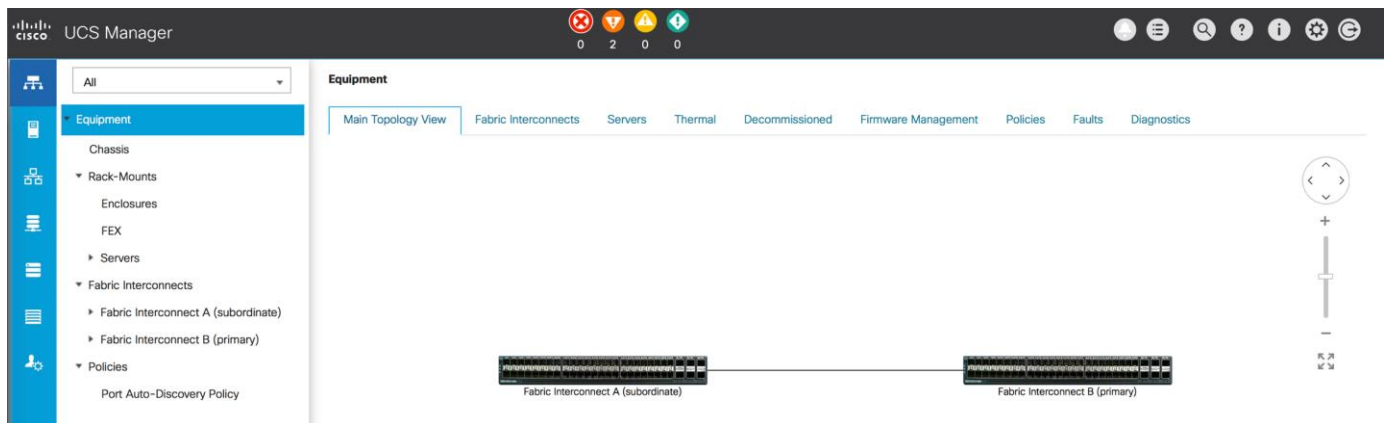 cisco UCS Manager
0 2 0 0
All
Equipment
Chassis
Rack-Mounts
Enclosures
FEX
Servers
Fabric Interconnects
Fabric Interconnect A (subordinate)
Fabric Interconnect B (primary)
Policies
Port Auto-Discovery Policy
Equipment
Main Topology View Fabric Interconnects Servers Thermal Decommissioned Firmware Management Policies Faults Diagnostics
Fabric Interconnect A (subordinate) Fabric Interconnect B (primary)